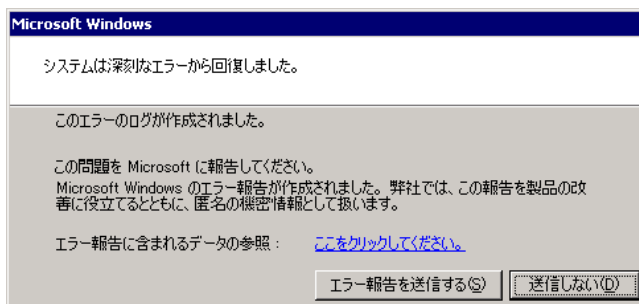 Microsoft Windows
システムは深刻なエラーから回復しました。
このエラーのログが作成されました。
この問題を Microsoft に報告してください。
Microsoft Windows のエラー報告が作成されました。弊社では、この報告を製品の改
善に役立てるとともに、匿名の機密情報として扱います。
エラー報告に含まれるデータの参照： ここをクリックしてください。
エラー報告を送信する(S) 送信しない(D)